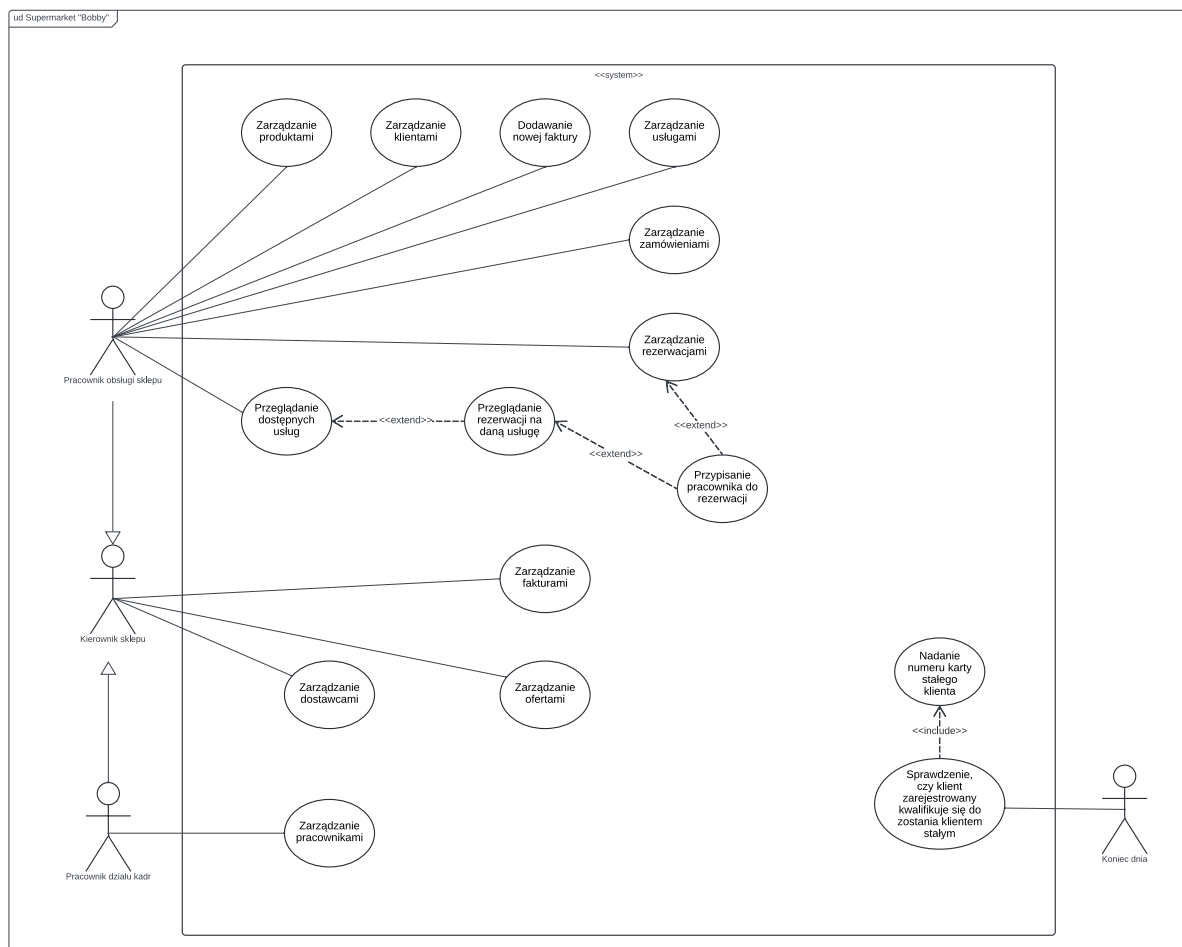 ud Supermarket "Bobby"
<<system>>
Zarządzanie
produktami
Zarządzanie
klientami
Dodawanie
nowej faktury
Zarządzanie
usługami
Zarządzanie
zamówieniami
Zarządzanie
rezerwacjami
Pracownik obsługi sklepu
Przeglądanie
dostępnych
usług
<<extend>>
Przeglądanie
rezerwacji na
daną usługę
<<extend>>
<<extend>>
Przypisanie
pracownika do
rezerwacji
Zarządzanie
fakturami
Kierownik sklepu
Zarządzanie
dostawcami
Zarządzanie
ofertami
Nadanie
numeru karty
stałego
klienta
<<include>>
Sprawdzenie,
czy klient
zarejestrowany
kwalifikuje się do
zostania klientem
stałym
Koniec dnia
Zarządzanie
pracownikami
Pracownik działu kadr